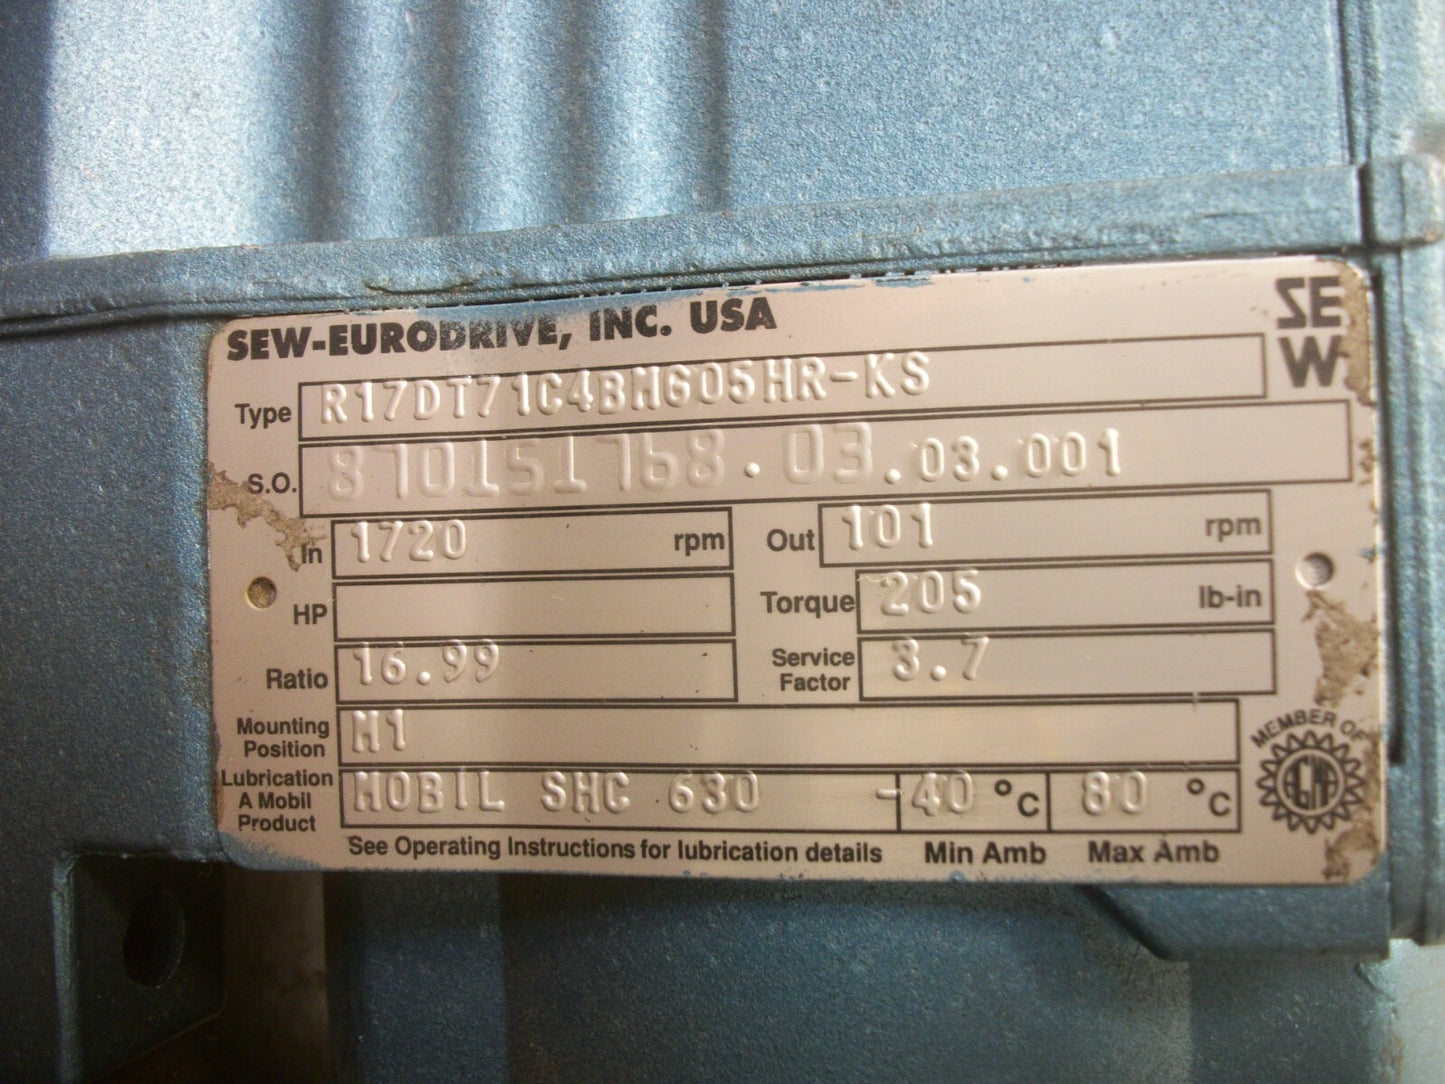 SEW-EURODRIVE, INC. USA
SEW
Type R17DT71C4BMG05HR-KS
S.O. 870151768.03.03.001
In 1720 rpm Out 101 rpm
HP Torque 205 lb-in
Ratio 16.99 Service Factor 3.7
Mounting Position M1
Lubrication A Mobil Product MOBIL SHC 630 -40 °C 80 °C
See Operating Instructions for lubrication details Min Amb Max Amb
MEMBER OF
AGMA